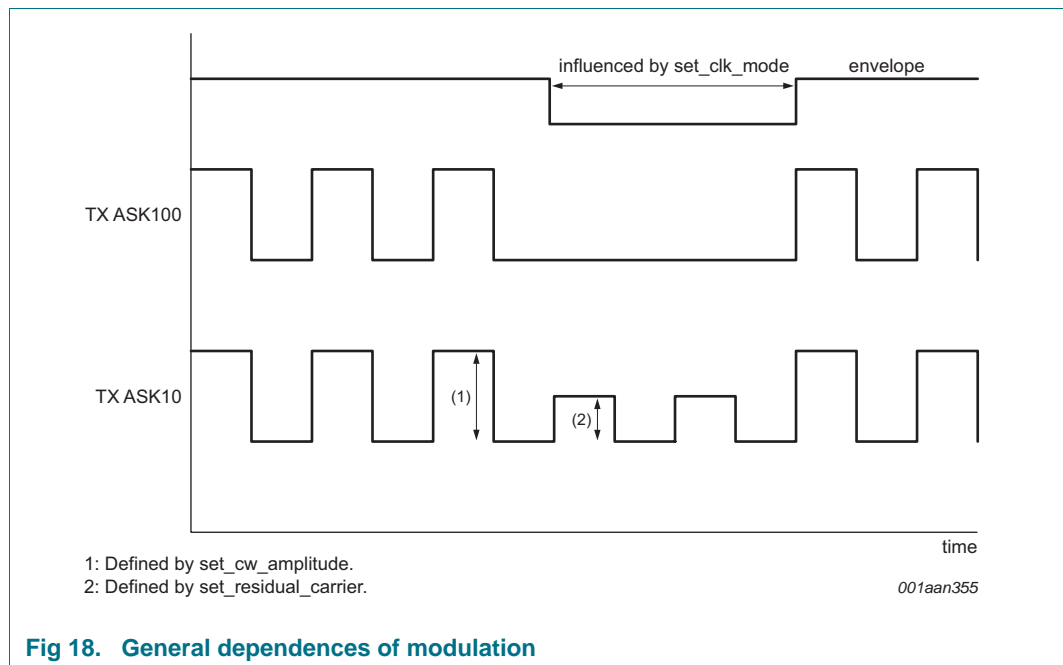 influenced by set_clk_mode
envelope
TX ASK100
TX ASK10
(1)
(2)
time
1: Defined by set_cw_amplitude.
2: Defined by set_residual_carrier.
001aan355
Fig 18. General dependences of modulation